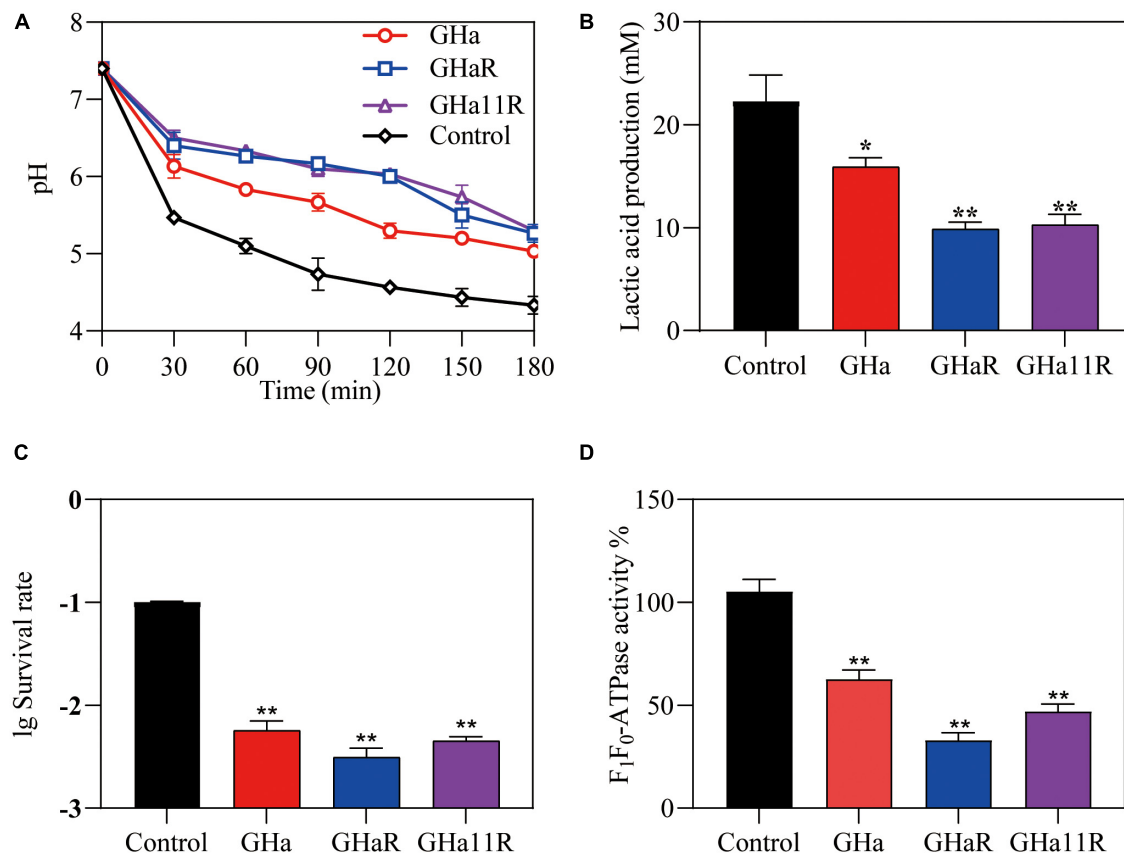 A
8
7
6
5
4
pH
0 30 60 90 120 150 180
Time (min)
GHa
GHaR
GHa11R
Control
B
30
20
10
0
Lactic acid production (mM)
*
**
**
Control GHa GHaR GHa11R
C
0
-1
-2
-3
lg Survival rate
**
**
**
Control GHa GHaR GHa11R
D
150
100
50
0
F₁F₀-ATPase activity %
**
**
**
Control GHa GHaR GHa11R